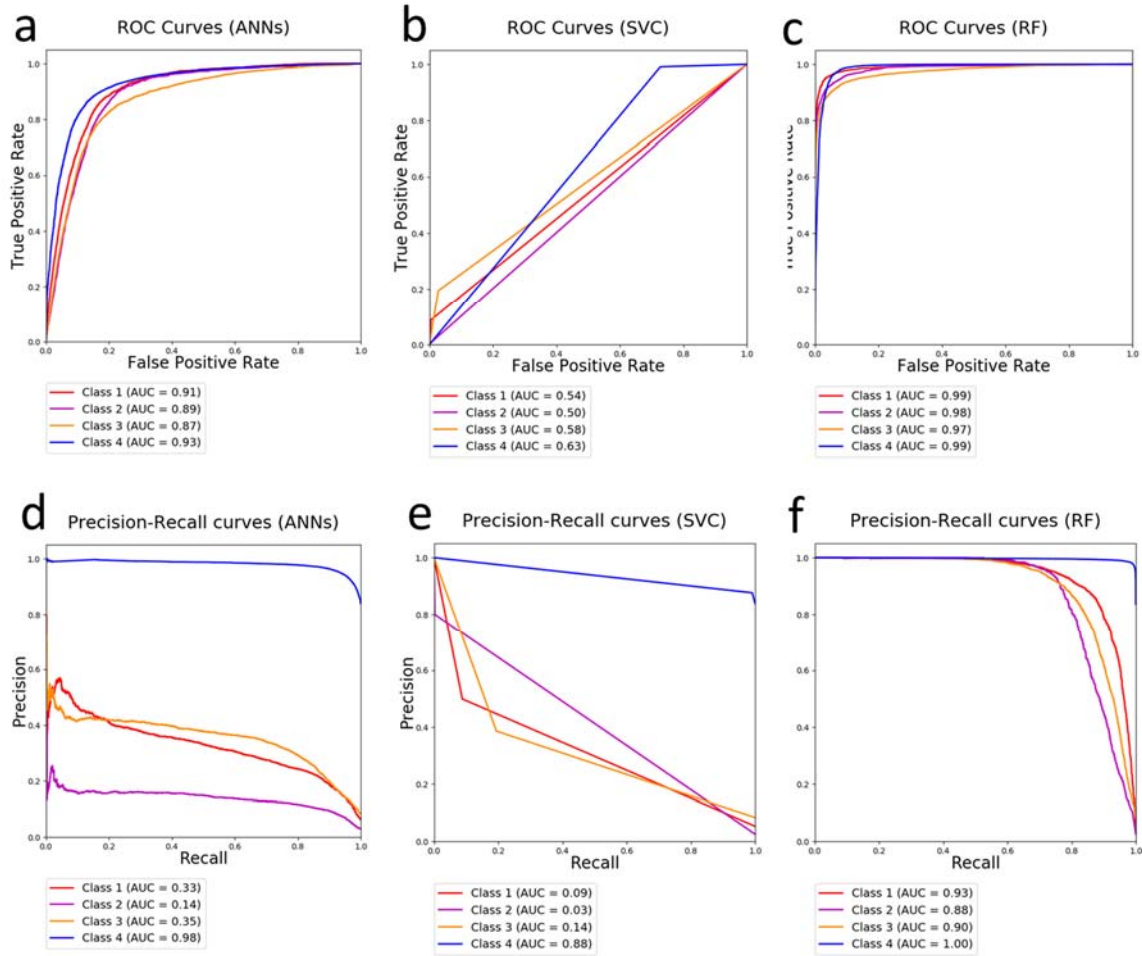 a
ROC Curves (ANNs)
True Positive Rate
1.0
0.8
0.6
0.4
0.2
0.0
0.0 0.2 0.4 0.6 0.8 1.0
False Positive Rate
Class 1 (AUC = 0.91)
Class 2 (AUC = 0.89)
Class 3 (AUC = 0.87)
Class 4 (AUC = 0.93)
b
ROC Curves (SVC)
True Positive Rate
1.0
0.8
0.6
0.4
0.2
0.0
0.0 0.2 0.4 0.6 0.8 1.0
False Positive Rate
Class 1 (AUC = 0.54)
Class 2 (AUC = 0.50)
Class 3 (AUC = 0.58)
Class 4 (AUC = 0.63)
c
ROC Curves (RF)
True Positive Rate
1.0
0.8
0.6
0.4
0.2
0.0
0.0 0.2 0.4 0.6 0.8 1.0
False Positive Rate
Class 1 (AUC = 0.99)
Class 2 (AUC = 0.98)
Class 3 (AUC = 0.97)
Class 4 (AUC = 0.99)
d
Precision-Recall curves (ANNs)
Precision
1.0
0.8
0.6
0.4
0.2
0.0
0.0 0.2 0.4 0.6 0.8 1.0
Recall
Class 1 (AUC = 0.33)
Class 2 (AUC = 0.14)
Class 3 (AUC = 0.35)
Class 4 (AUC = 0.98)
e
Precision-Recall curves (SVC)
Precision
1.0
0.8
0.6
0.4
0.2
0.0
0.0 0.2 0.4 0.6 0.8 1.0
Recall
Class 1 (AUC = 0.09)
Class 2 (AUC = 0.03)
Class 3 (AUC = 0.14)
Class 4 (AUC = 0.88)
f
Precision-Recall curves (RF)
1.0
0.8
0.6
0.4
0.2
0.0
0.0 0.2 0.4 0.6 0.8 1.0
Recall
Class 1 (AUC = 0.93)
Class 2 (AUC = 0.88)
Class 3 (AUC = 0.90)
Class 4 (AUC = 1.00)